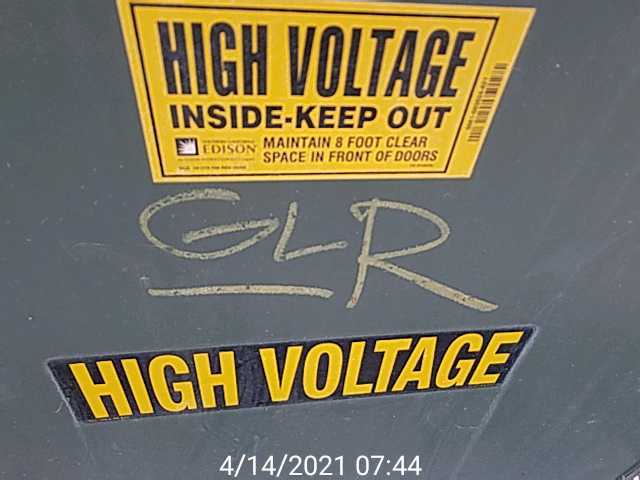 HIGH VOLTAGE
INSIDE-KEEP OUT
EDISON
MAINTAIN 8 FOOT CLEAR
SPACE IN FRONT OF DOORS
GLR
HIGH VOLTAGE
4/14/2021 07:44